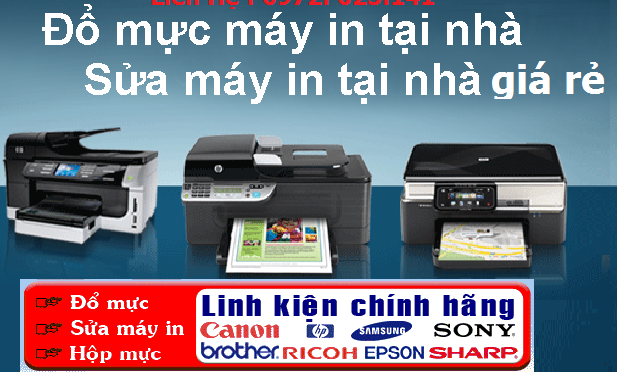 Đổ mực máy in tại nhà
Sửa máy in tại nhà giá rẻ
Đổ mực
Sửa máy in
Hộp mực
Linh kiện chính hãng
Canon hp SAMSUNG SONY
brother RICOH EPSON SHARP